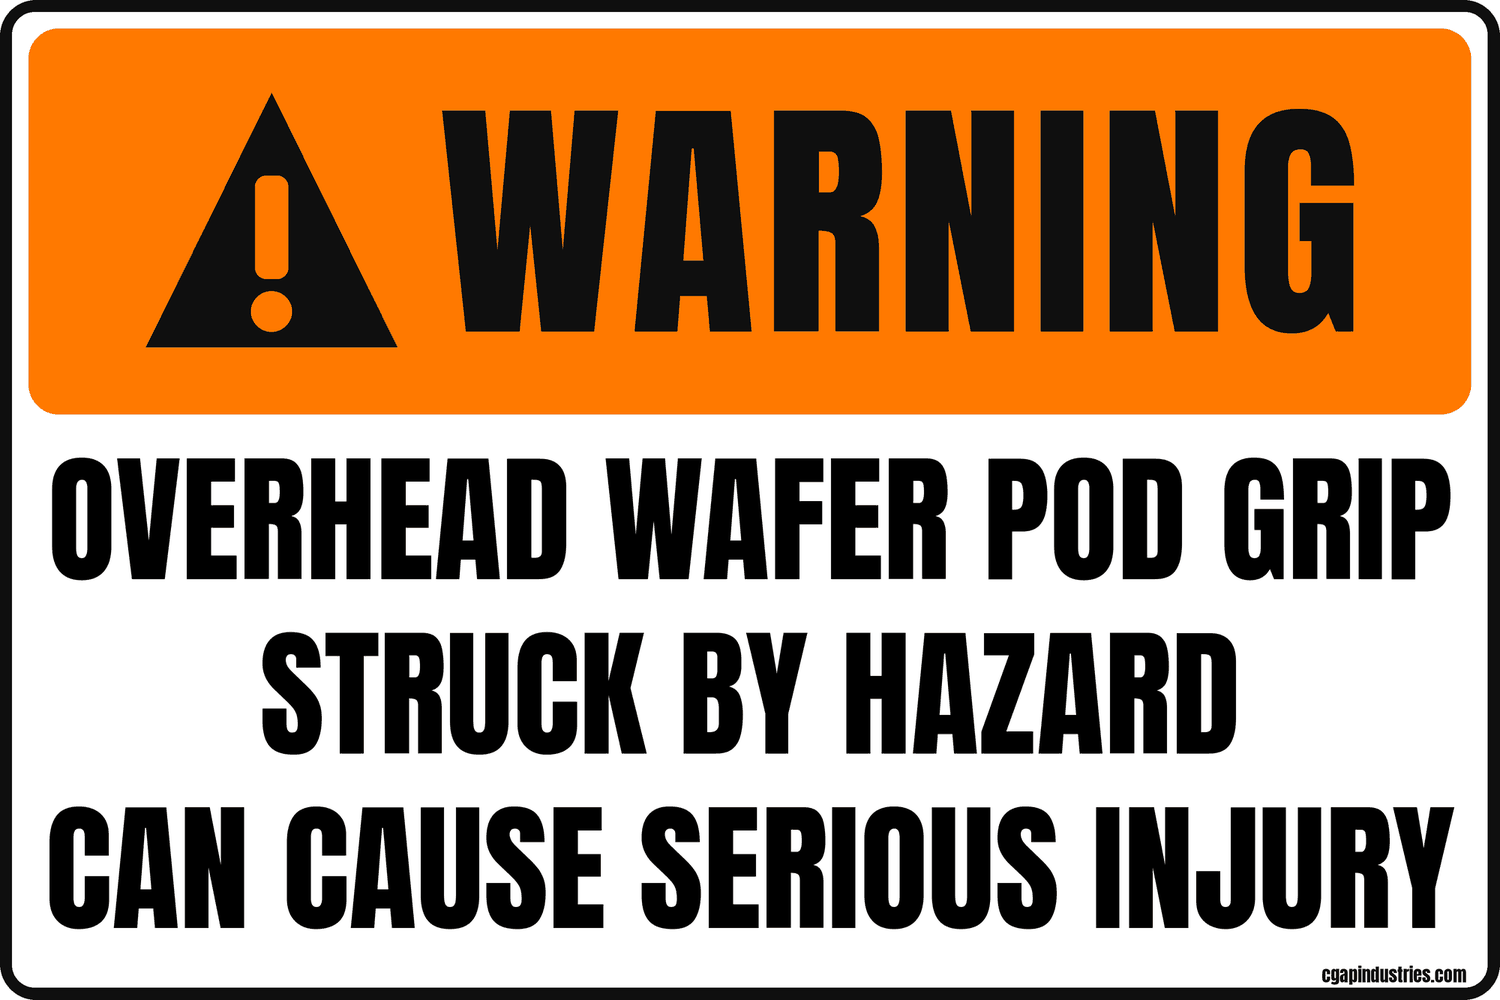 WARNING
OVERHEAD WAFER POD GRIP
STRUCK BY HAZARD
CAN CAUSE SERIOUS INJURY
cgapindustries.com